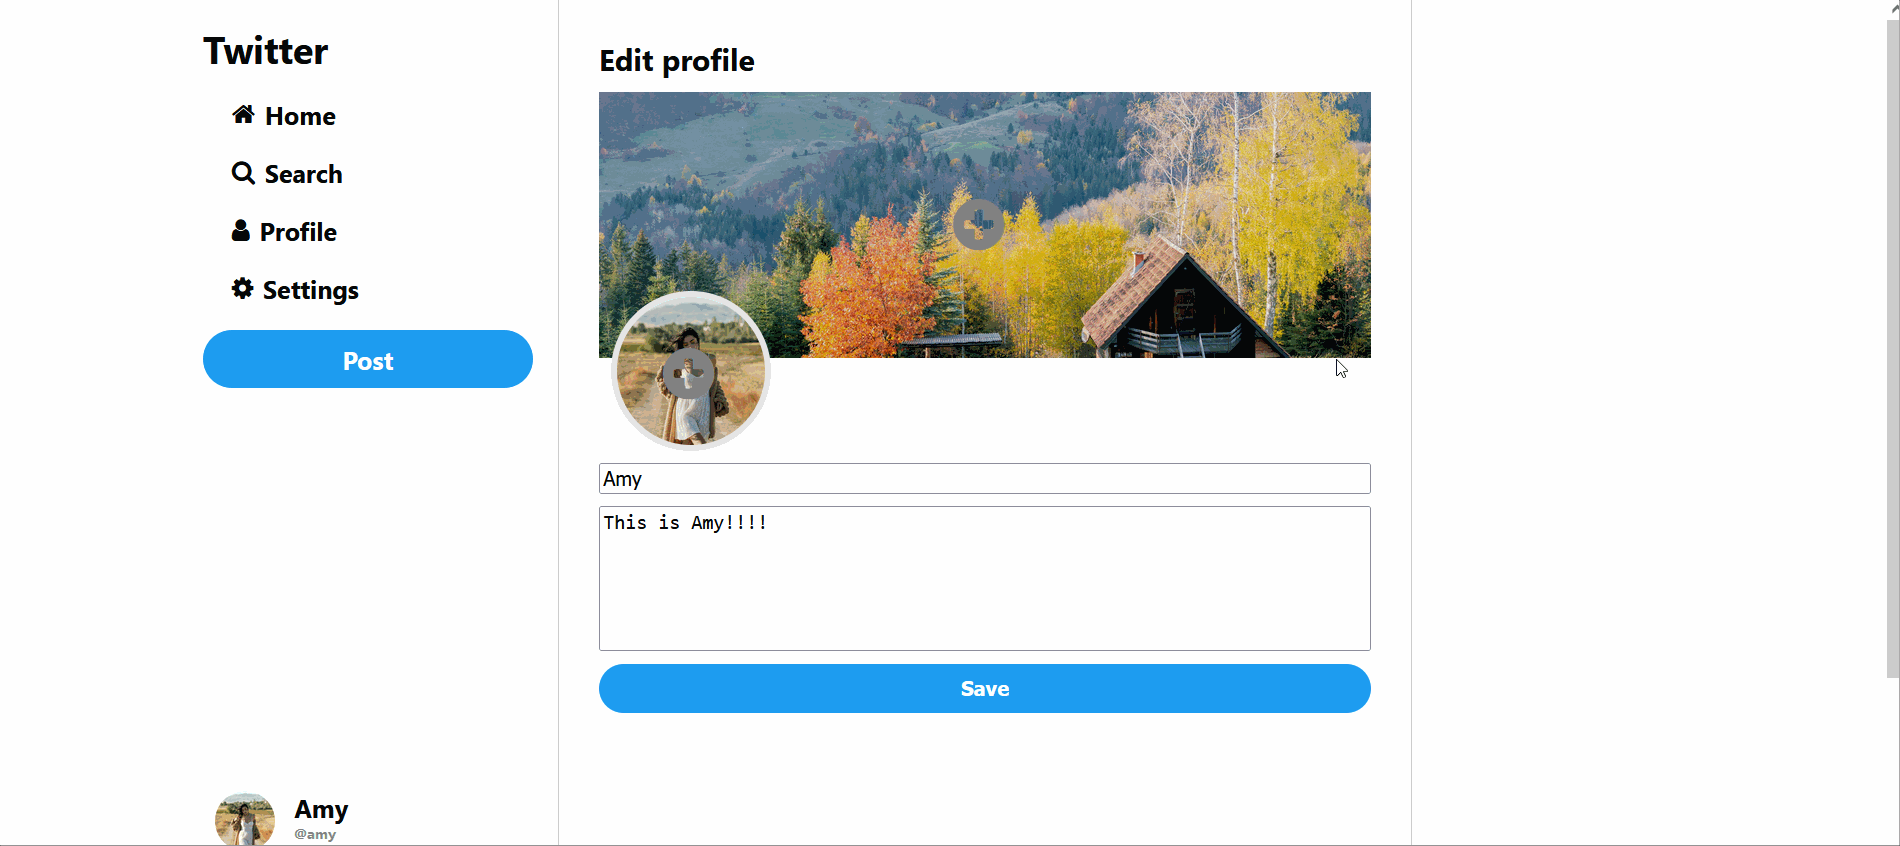 Twitter
Home
Search
Profile
Settings
Post
Amy
@amy
Edit profile
Amy
This is Amy!!!!
Save